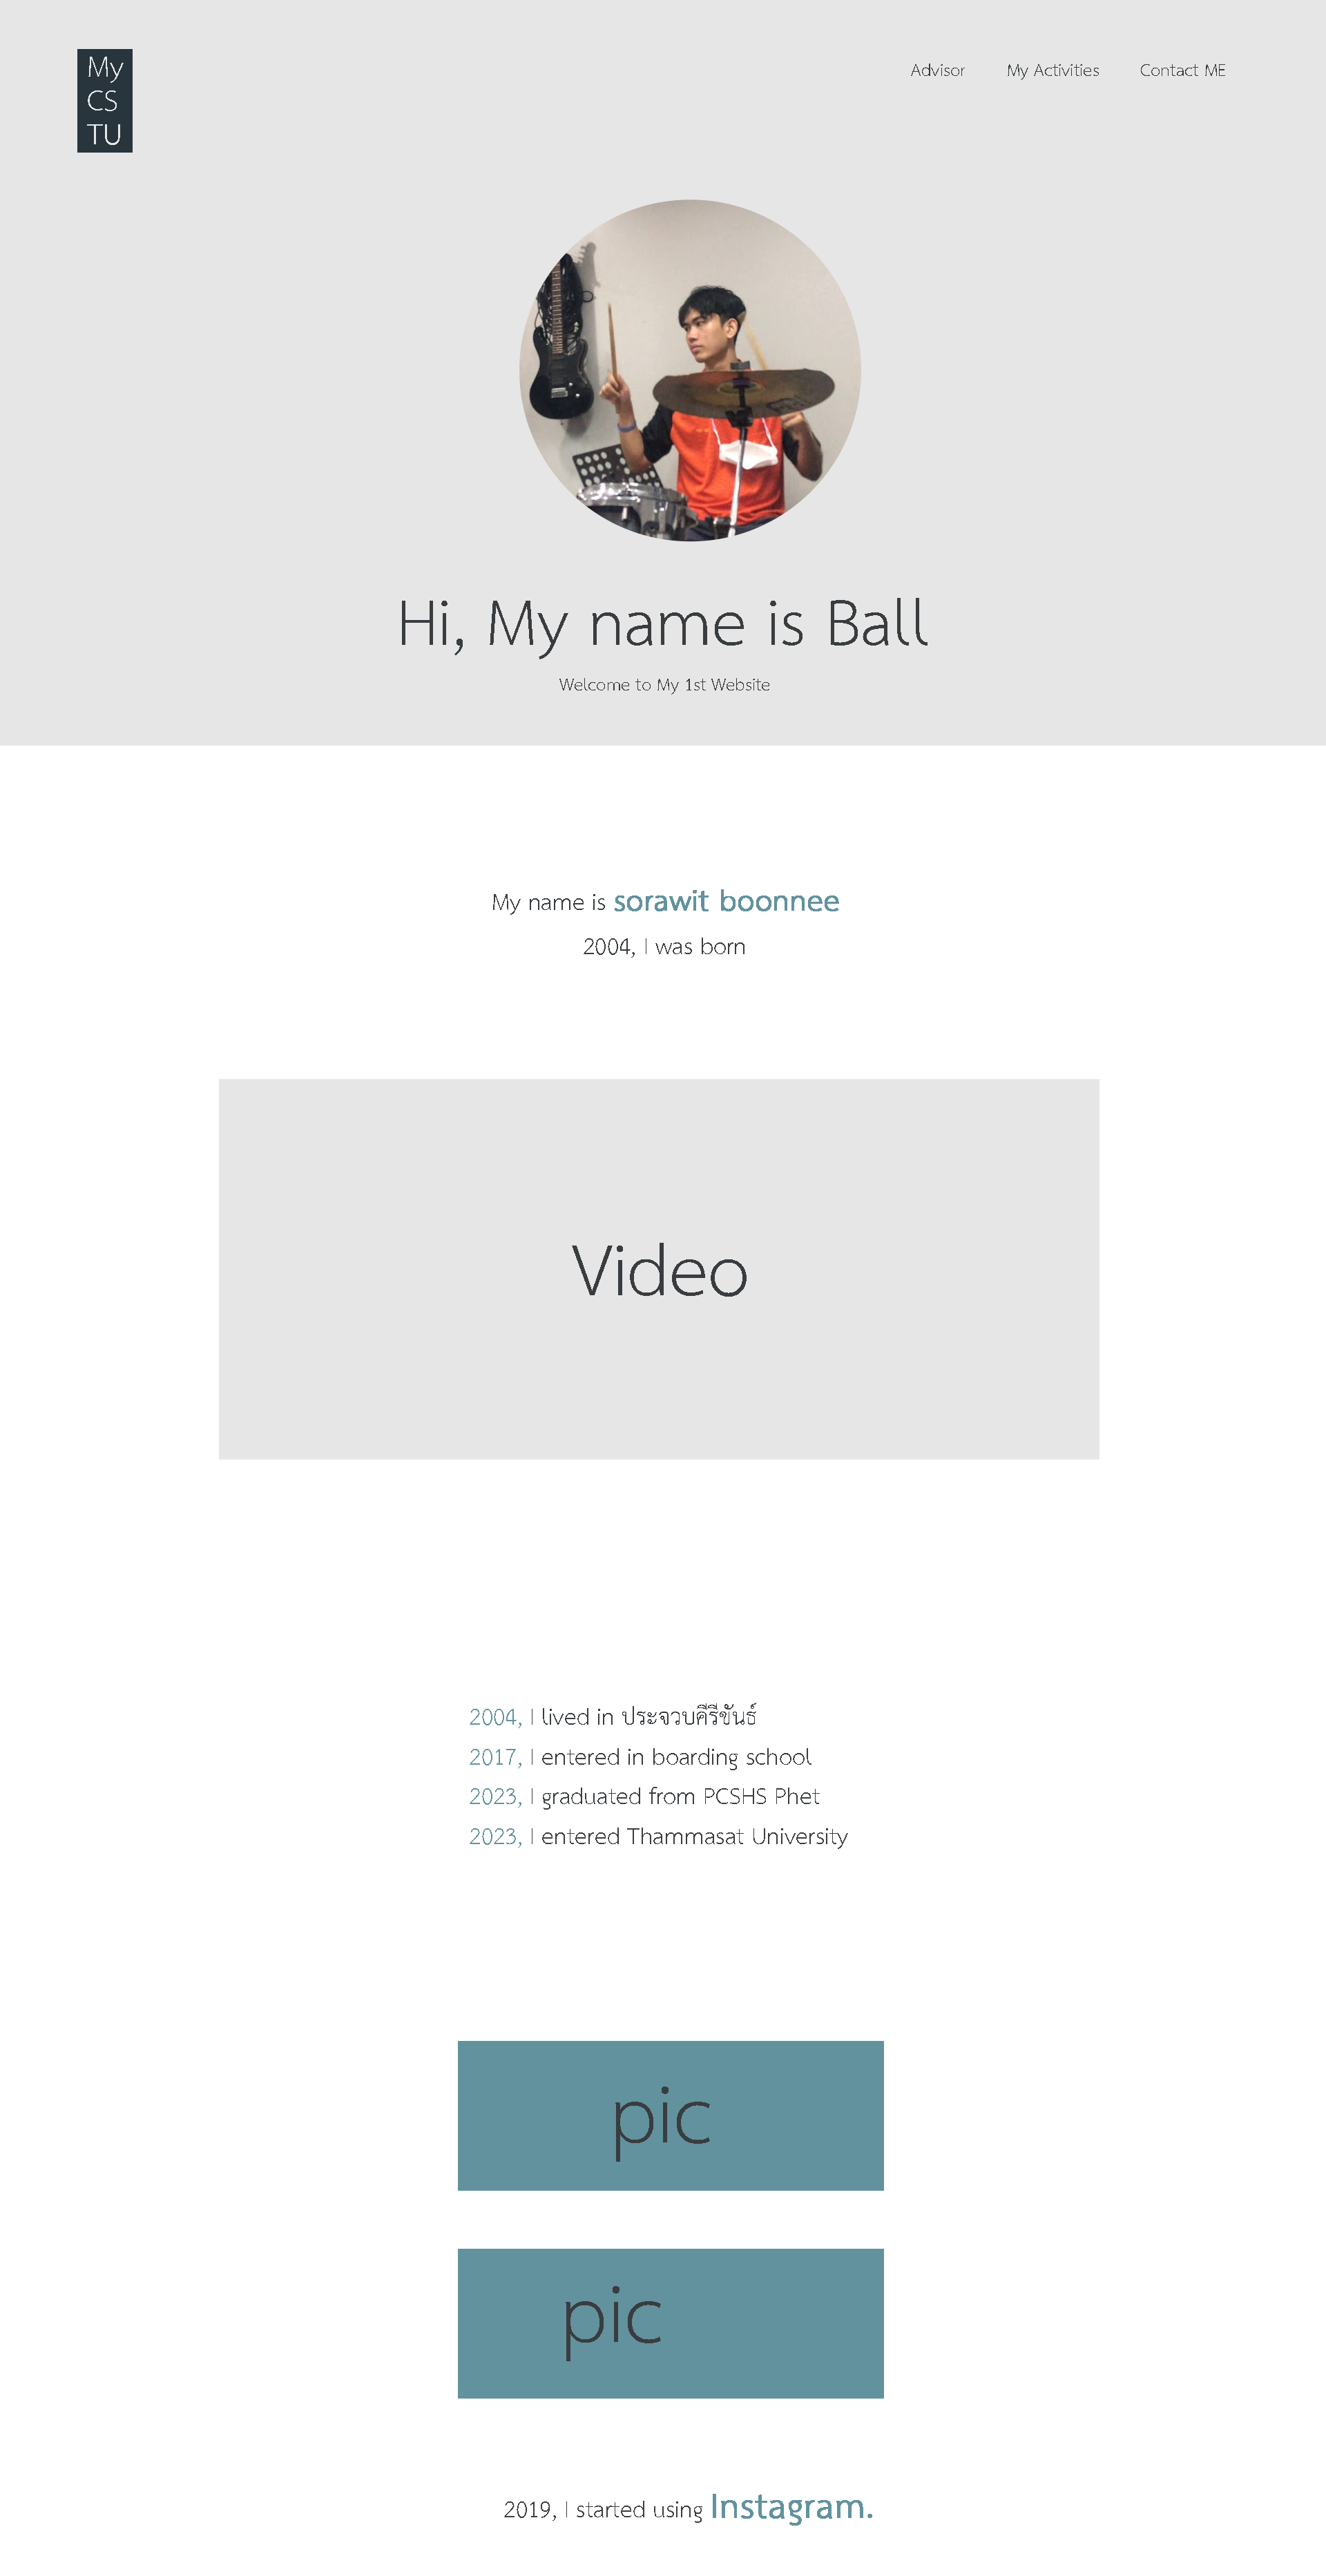 My
CS
TU
Advisor My Activities Contact ME
Hi, My name is Ball
Welcome to My 1st Website
My name is sorawit boonnee
2004, I was born
Video
2004, I lived in ประจวบคีรีขันธ์
2017, I entered in boarding school
2023, I graduated from PCSHS Phet
2023, I entered Thammasat University
pic
pic
2019, I started using Instagram.